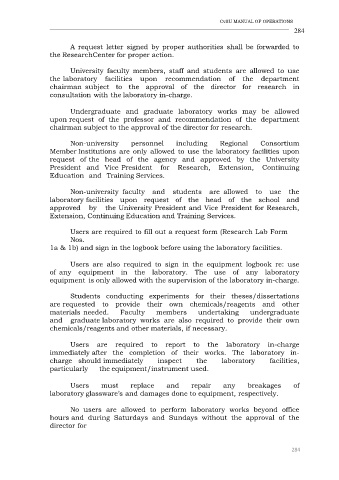 CvSU MANUAL OF OPERATIONS
284
A request letter signed by proper authorities shall be forwarded to
the ResearchCenter for proper action.
University faculty members, staff and students are allowed to use
the laboratory facilities upon recommendation of the department
chairman subject to the approval of the director for research in
consultation with the laboratory in-charge.
Undergraduate and graduate laboratory works may be allowed
upon request of the professor and recommendation of the department
chairman subject to the approval of the director for research.
Non-university personnel including Regional Consortium
Member Institutions are only allowed to use the laboratory facilities upon
request of the head of the agency and approved by the University
President and Vice President for Research, Extension, Continuing
Education and Training Services.
Non-university faculty and students are allowed to use the
laboratory facilities upon request of the head of the school and
approved by the University President and Vice President for Research,
Extension, Continuing Education and Training Services.
Users are required to fill out a request form (Research Lab Form
Nos.
1a & 1b) and sign in the logbook before using the laboratory facilities.
Users are also required to sign in the equipment logbook re: use
of any equipment in the laboratory. The use of any laboratory
equipment is only allowed with the supervision of the laboratory in-charge.
Students conducting experiments for their theses/dissertations
are requested to provide their own chemicals/reagents and other
materials needed. Faculty members undertaking undergraduate
and graduate laboratory works are also required to provide their own
chemicals/reagents and other materials, if necessary.
Users are required to report to the laboratory in-charge
immediately after the completion of their works. The laboratory in-
charge should immediately inspect the laboratory facilities,
particularly the equipment/instrument used.
Users must replace and repair any breakages of
laboratory glassware's and damages done to equipment, respectively.
No users are allowed to perform laboratory works beyond office
hours and during Saturdays and Sundays without the approval of the
director for
284